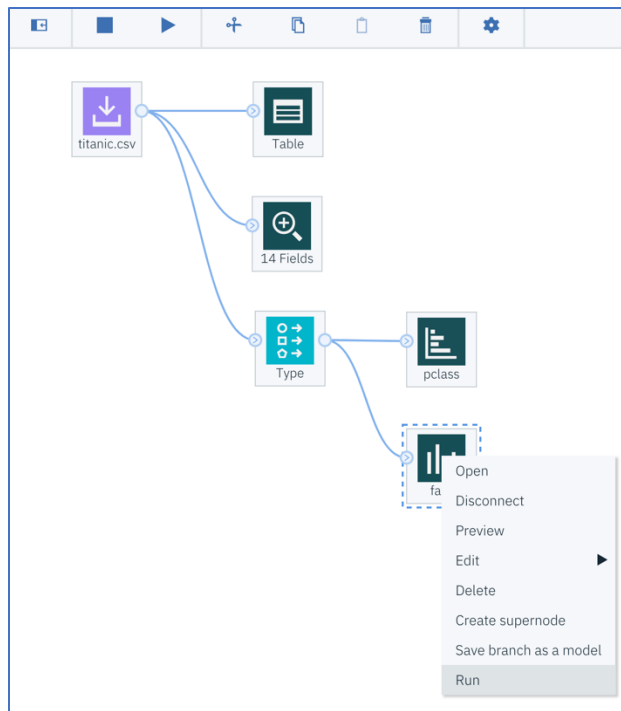 titanic.csv
Table
14 Fields
Type
pclass
Open
Disconnect
Preview
Edit
Delete
Create supernode
Save branch as a model
Run